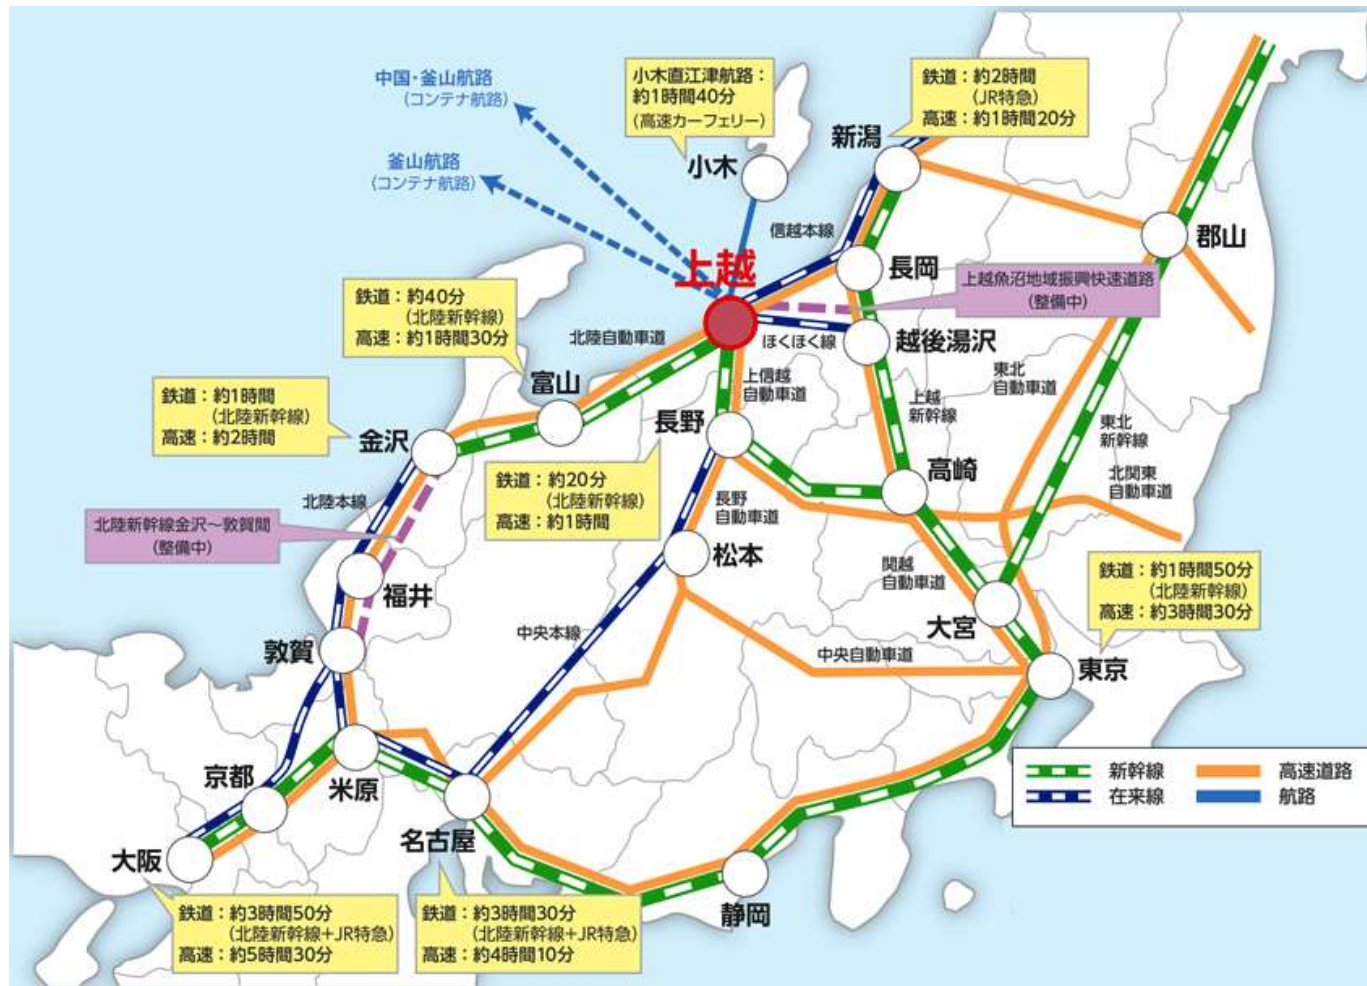 中国・釜山航路
(コンテナ航路)
釜山航路
(コンテナ航路)
小木直江津航路：
約1時間40分
(高速カーフェリー)
小木
鉄道：約2時間
(JR特急)
高速：約1時間20分
新潟
郡山
信越本線
長岡
上越
上越魚沼地域振興快速道路
(整備中)
鉄道：約40分
(北陸新幹線)
高速：約1時間30分
北陸自動車道
ほくほく線
越後湯沢
富山
上信越
自動車道
東北
自動車道
上越
新幹線
鉄道：約1時間
(北陸新幹線)
高速：約2時間
金沢
長野
東北
新幹線
鉄道：約20分
(北陸新幹線)
高速：約1時間
高崎
北関東
自動車道
北陸本線
長野
自動車道
北陸新幹線金沢～敦賀間
(整備中)
松本
関越
自動車道
鉄道：約1時間50分
(北陸新幹線)
高速：約3時間30分
福井
大宮
敦賀
中央本線
中央自動車道
東京
京都
米原
新幹線
高速道路
在来線
航路
大阪
名古屋
静岡
鉄道：約3時間50分
(北陸新幹線+JR特急)
高速：約5時間30分
鉄道：約3時間30分
(北陸新幹線+JR特急)
高速：約4時間10分